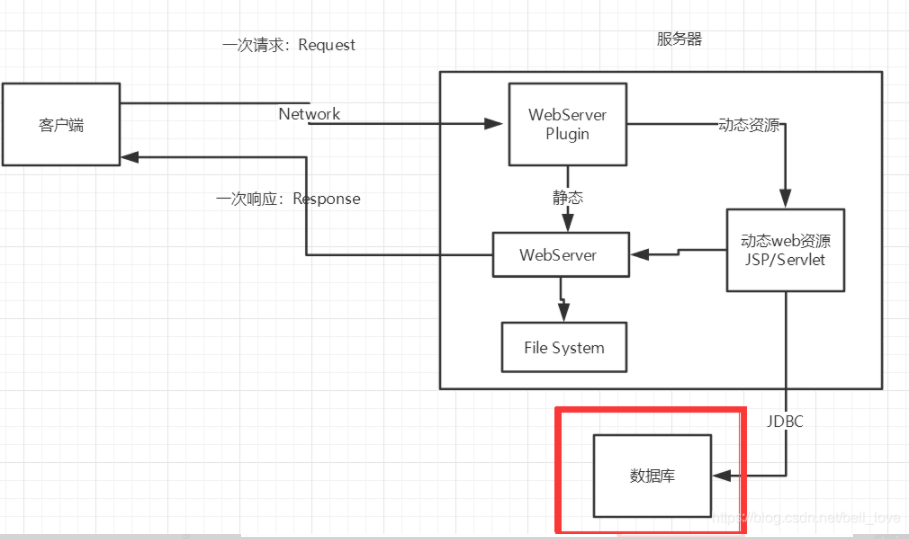 一次请求：Request
服务器
客户端
Network
WebServer
Plugin
动态资源
一次响应：Response
静态
WebServer
动态web资源
JSP/Servlet
File System
JDBC
数据库
https://blog.csdn.net/bell_love